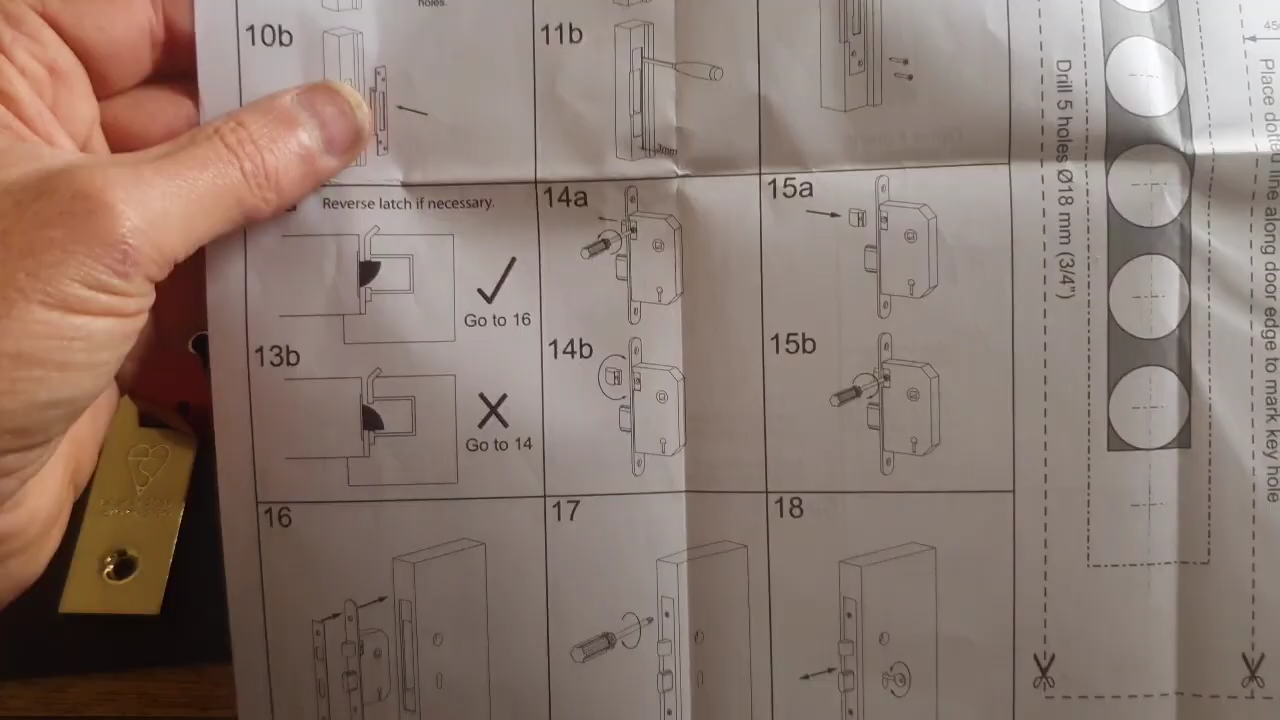 holes.
10b
11b
3mm
Reverse latch if necessary.
Go to 16
13b
Go to 14
14a
14b
15a
15b
16
17
18
Drill 5 holes Ø18 mm (3/4")
45
Place dotted line along door edge to mark key hole